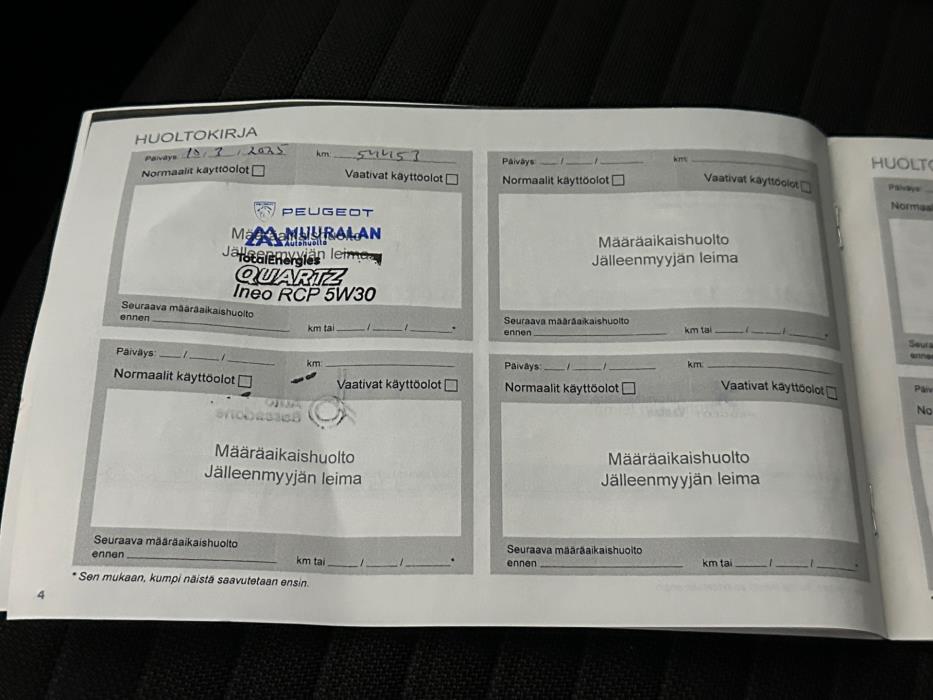 HUOLTOKIRJA
Päiväys: 10 / 3 / 2025 km: 54453
Normaalit käyttöolot Vaativat käyttöolot
PEUGEOT
MUURALAN
Autohuolto
Määräaikaishuolto
Jälleenmyyjän leima
TotalEnergies
QUARTZ
Ineo RCP 5W30
Seuraava määräaikaishuolto
ennen km tai / / *
Päiväys: / / km:
Normaalit käyttöolot Vaativat käyttöolot
Määräaikaishuolto
Jälleenmyyjän leima
Seuraava määräaikaishuolto
ennen km tai / / *
Päiväys: / / km:
Normaalit käyttöolot Vaativat käyttöolot
Määräaikaishuolto
Jälleenmyyjän leima
Seuraava määräaikaishuolto
ennen km tai / / *
Päiväys: / / km:
Normaalit käyttöolot Vaativat käyttöolot
Määräaikaishuolto
Jälleenmyyjän leima
Seuraava määräaikaishuolto
ennen km tai / / *
* Sen mukaan, kumpi näistä saavutetaan ensin.
4